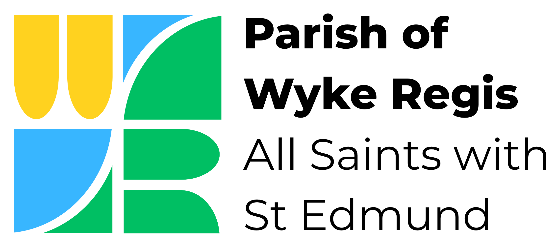 Parish of
Wyke Regis
All Saints with
St Edmund